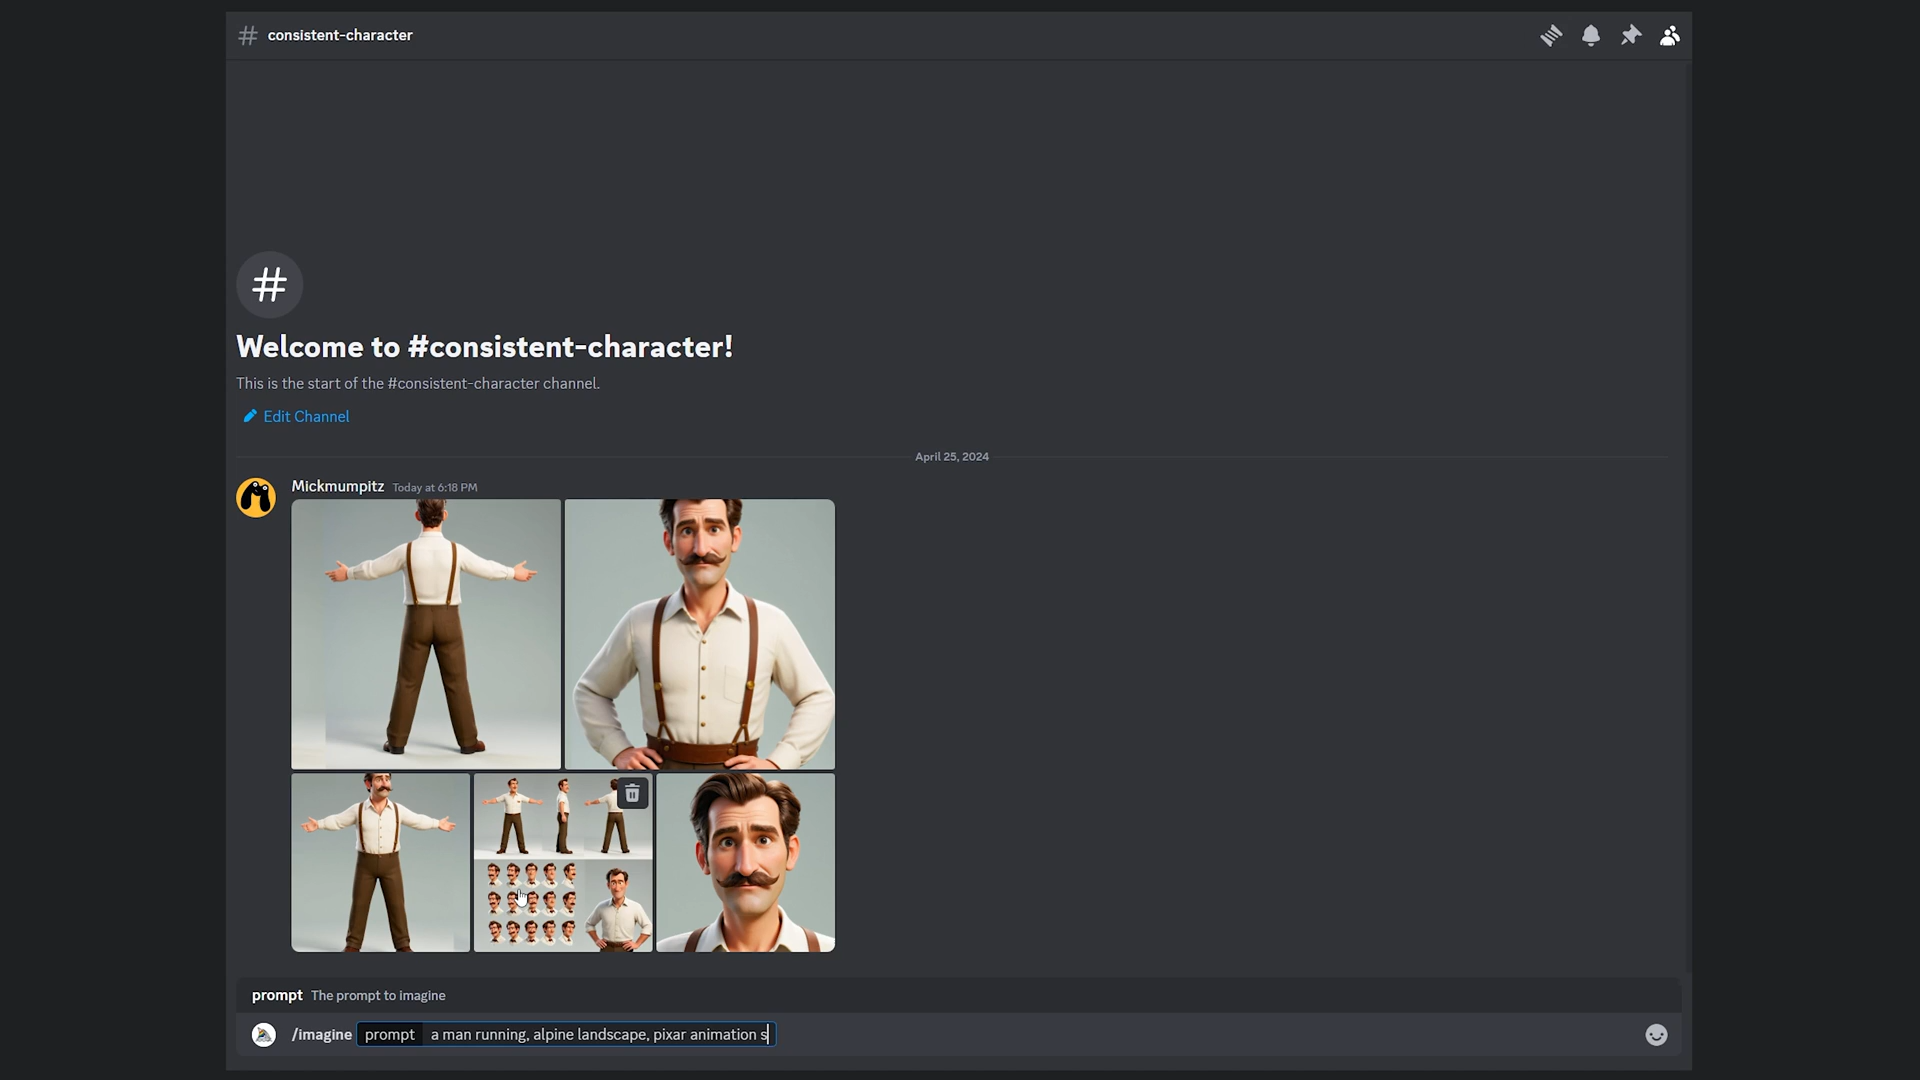 consistent-character
Welcome to #consistent-character!
This is the start of the #consistent-character channel.
Edit Channel
April 25, 2024
Mickmumpitz Today at 6:18 PM
prompt The prompt to imagine
/imagine prompt a man running, alpine landscape, pixar animation s